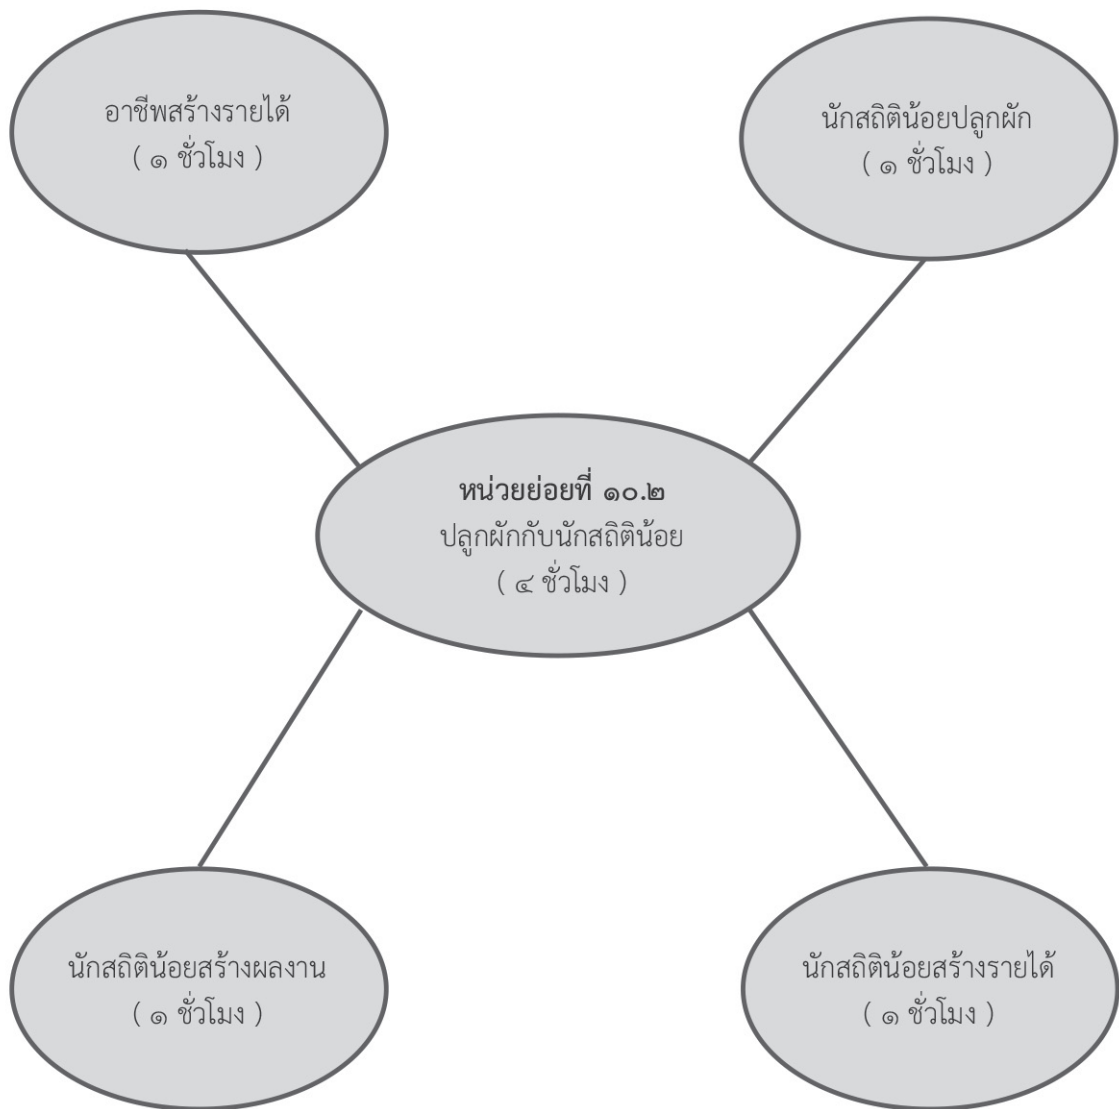 อาชีพสร้างรายได้
( ๑ ชั่วโมง )
นักสถิติน้อยปลูกผัก
( ๑ ชั่วโมง )
หน่วยย่อยที่ ๑๐.๒
ปลูกผักกับนักสถิติน้อย
( ๔ ชั่วโมง )
นักสถิติน้อยสร้างผลงาน
( ๑ ชั่วโมง )
นักสถิติน้อยสร้างรายได้
( ๑ ชั่วโมง )